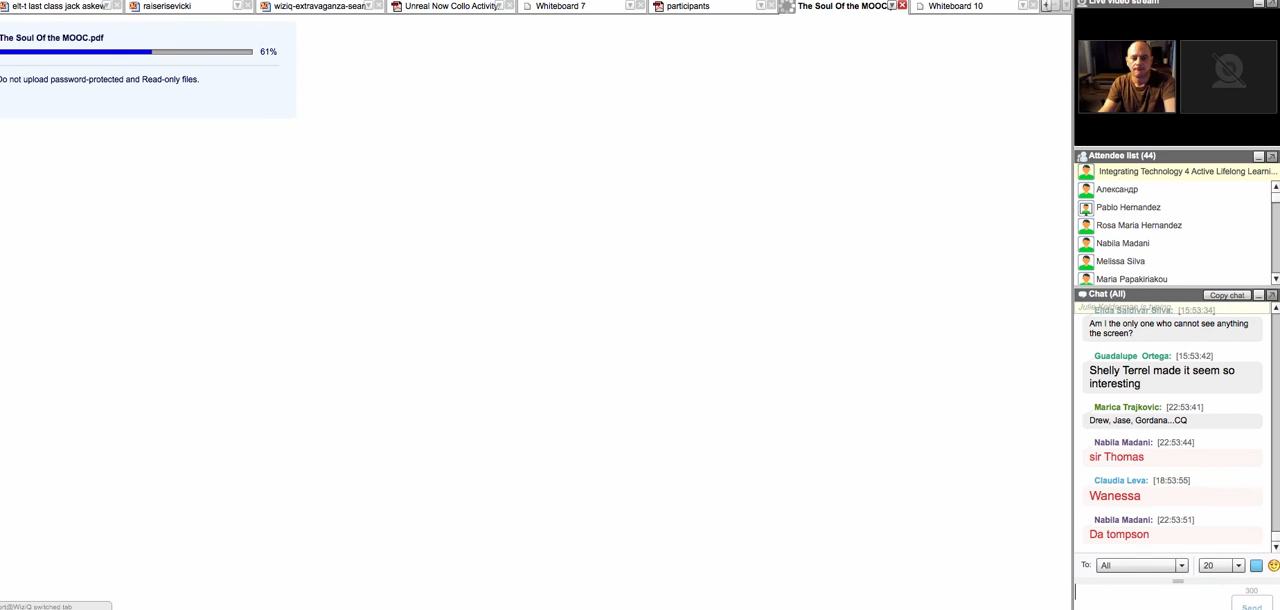 elt-t last class jack askew
raiserisevicki
wiziq-extravaganza-sean
Unreal Now Collo Activity
Whiteboard 7
participants
The Soul Of the MOOC
Whiteboard 10
The Soul Of the MOOC.pdf
61%
Do not upload password-protected and Read-only files.
Live video stream
Attendee list (44)
Integrating Technology 4 Active Lifelong Learni...
Александр
Pablo Hernandez
Rosa Maria Hernandez
Nabila Madani
Melissa Silva
Maria Papakiriakou
Chat (All)
Copy chat
Elida Saldivar Silva: [15:53:34]
Am I the only one who cannot see anything
the screen?
Guadalupe Ortega: [15:53:42]
Shelly Terrel made it seem so
interesting
Marica Trajkovic: [22:53:41]
Drew, Jase, Gordana...CQ
Nabila Madani: [22:53:44]
sir Thomas
Claudia Leva: [18:53:55]
Wanessa
Nabila Madani: [22:53:51]
Da tompson
To: All 20
300
Send
ort@WiziQ switched tab